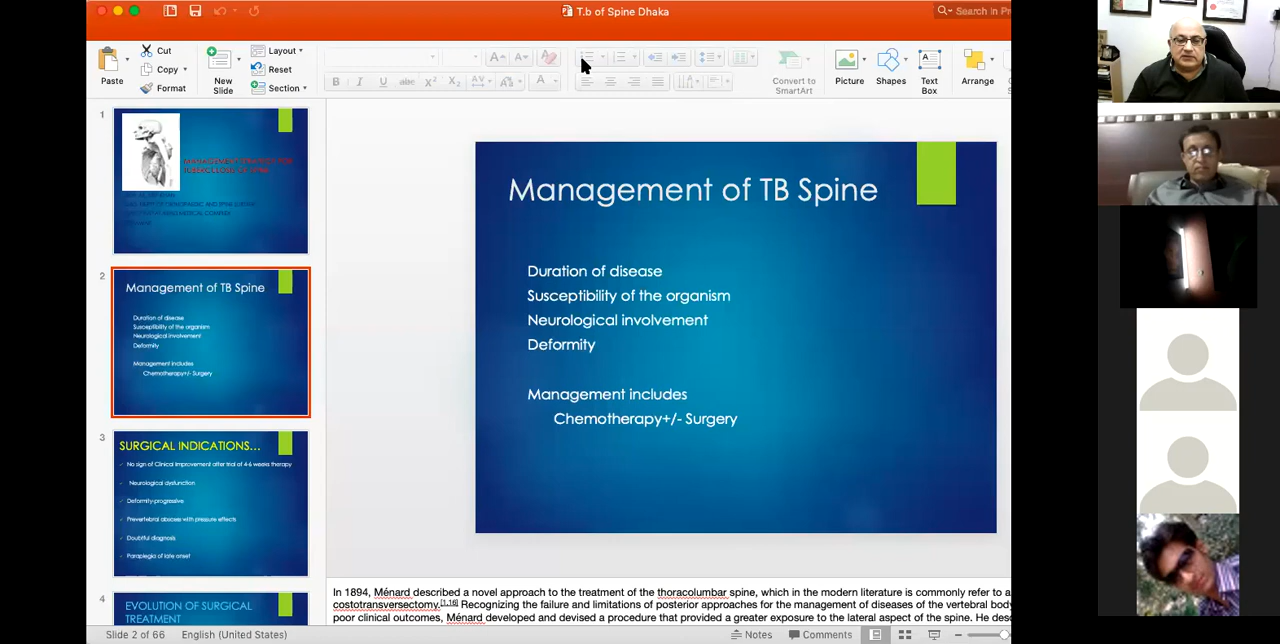 T.b of Spine Dhaka
Search in Pr
Paste
Cut
Copy
Format
New
Slide
Layout
Reset
Section
Convert to
SmartArt
Picture
Shapes
Text
Box
Arrange
1
MANAGEMENT
TUBERCULOSIS OF SPINE
2
Management of TB Spine
Duration of disease
Susceptibility of the organism
Neurological involvement
Deformity
Management includes
Chemotherapy+/- Surgery
3
SURGICAL INDICATIONS...
No sign of Clinical improvement after trial of 4-6 weeks therapy
Neurological dysfunction
Deformity-progressive
Prevertebral abscess with pressure effects
Doubtful diagnosis
Paraplegia of late onset
4
EVOLUTION OF SURGICAL
TREATMENT
Management of TB Spine
Duration of disease
Susceptibility of the organism
Neurological involvement
Deformity
Management includes
Chemotherapy+/- Surgery
In 1894, Ménard described a novel approach to the treatment of the thoracolumbar spine, which in the modern literature is commonly refer to a
costotransversectomy.[1,16] Recognizing the failure and limitations of posterior approaches for the management of diseases of the vertebral body
poor clinical outcomes, Ménard developed and devised a procedure that provided a greater exposure to the lateral aspect of the spine. He desc
Slide 2 of 66
English (United States)
Notes
Comments